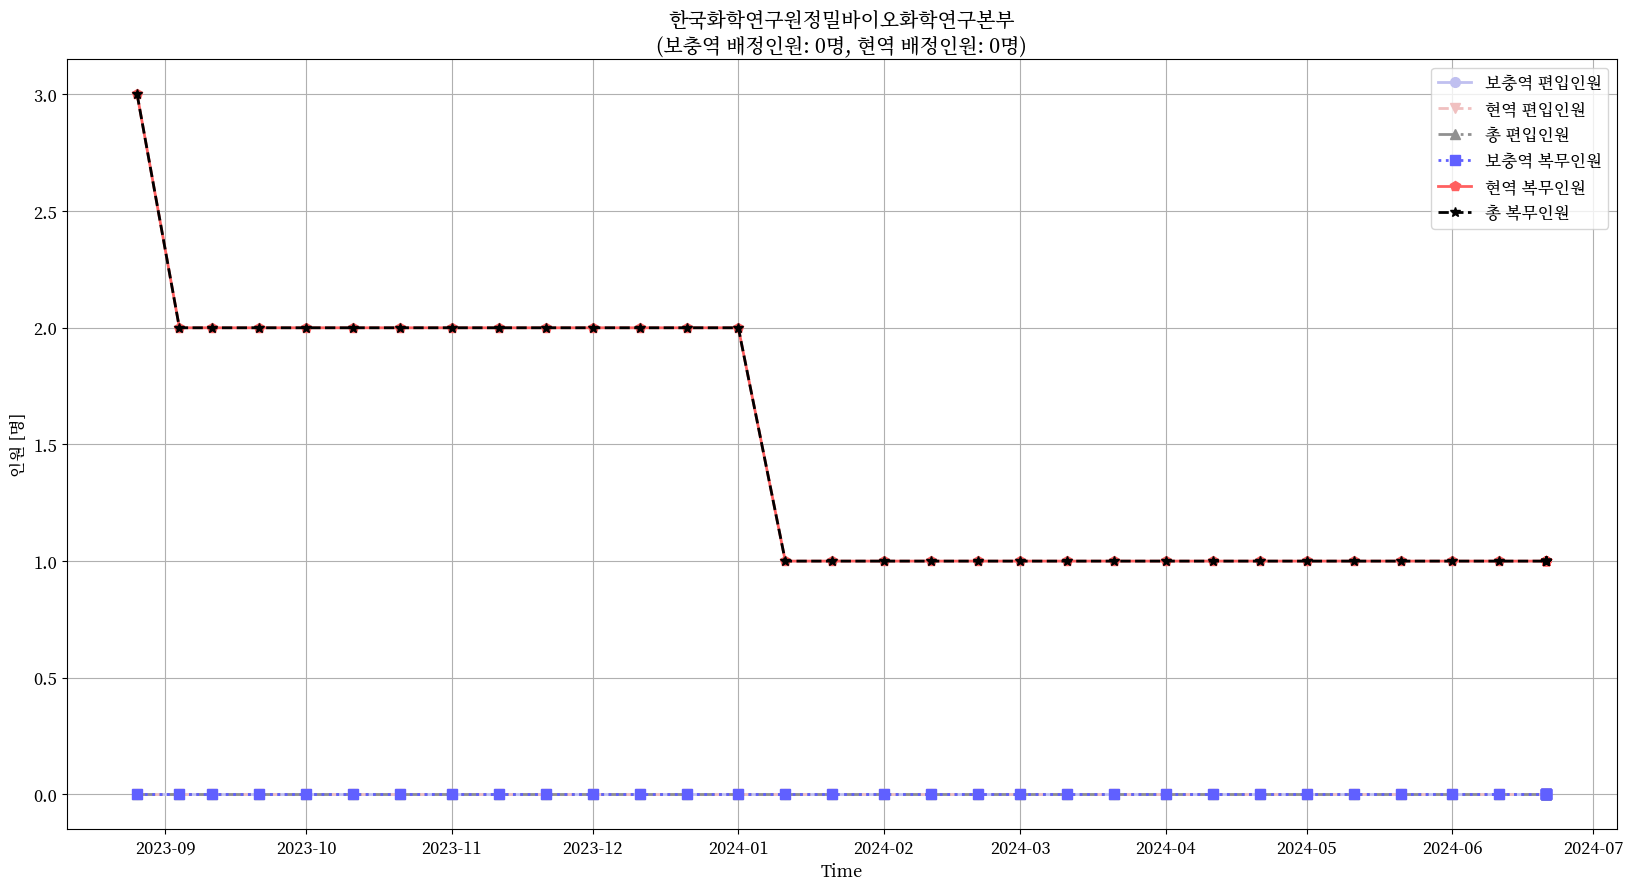 한국화학연구원정밀바이오화학연구본부
(보충역 배정인원: 0명, 현역 배정인원: 0명)
보충역 편입인원
현역 편입인원
총 편입인원
보충역 복무인원
현역 복무인원
총 복무인원
인원 [명]
3.0
2.5
2.0
1.5
1.0
0.5
0.0
2023-09 2023-10 2023-11 2023-12 2024-01 2024-02 2024-03 2024-04 2024-05 2024-06 2024-07
Time